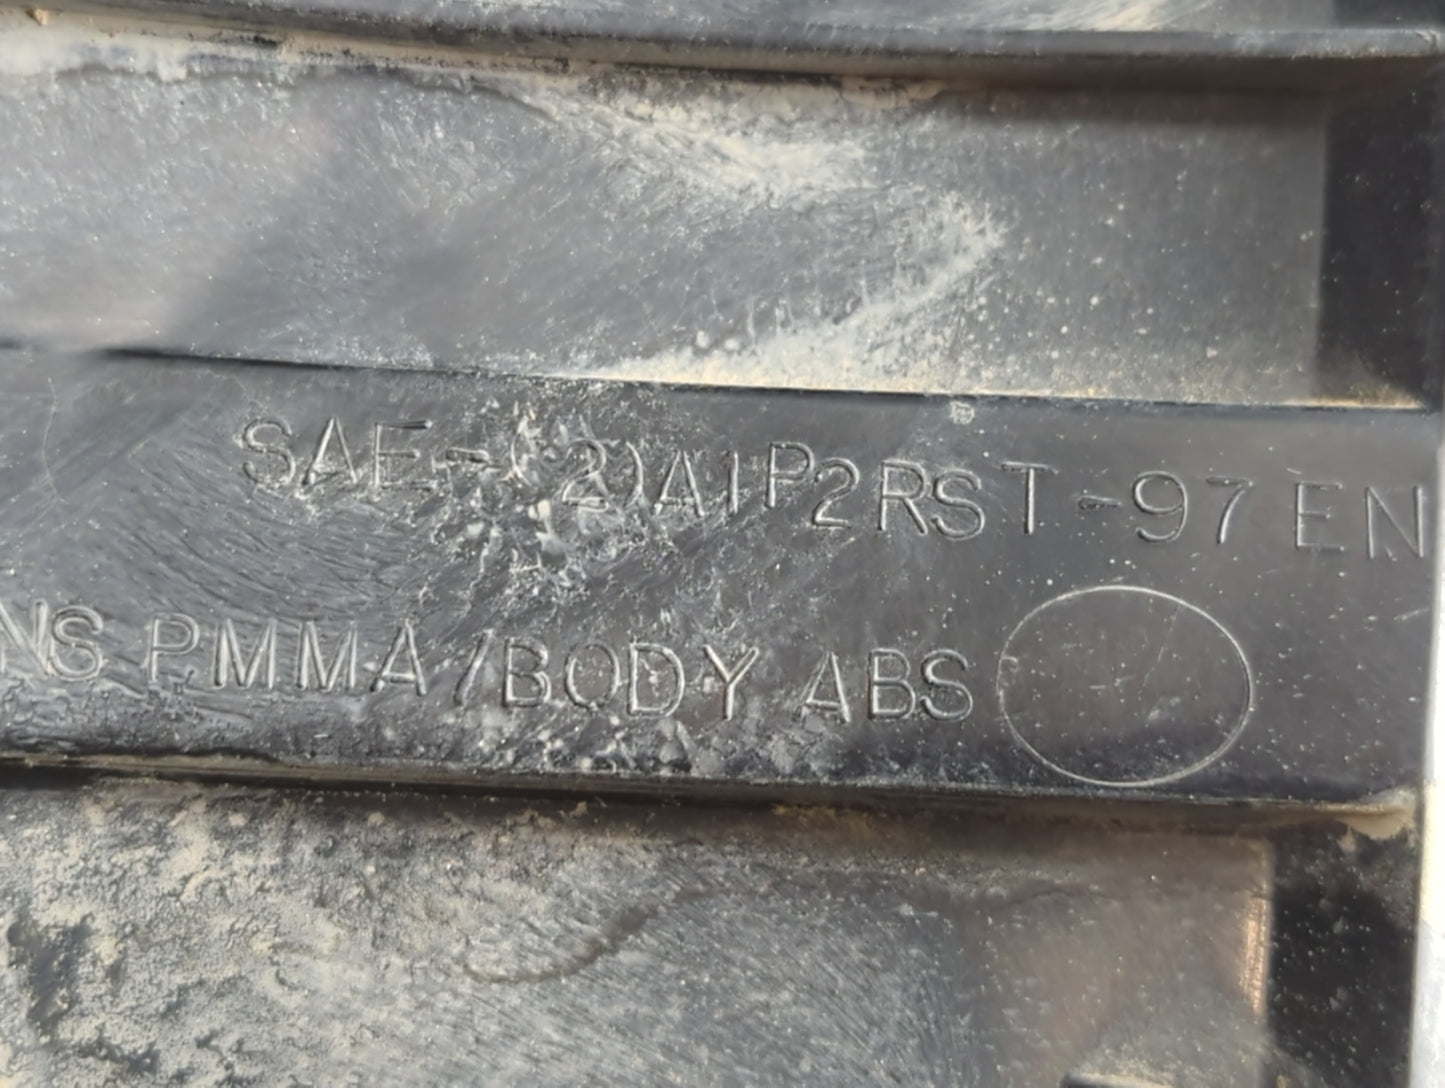 SAE-(2)A1P2RST-97 EN
NS PMMA/BODY ABS